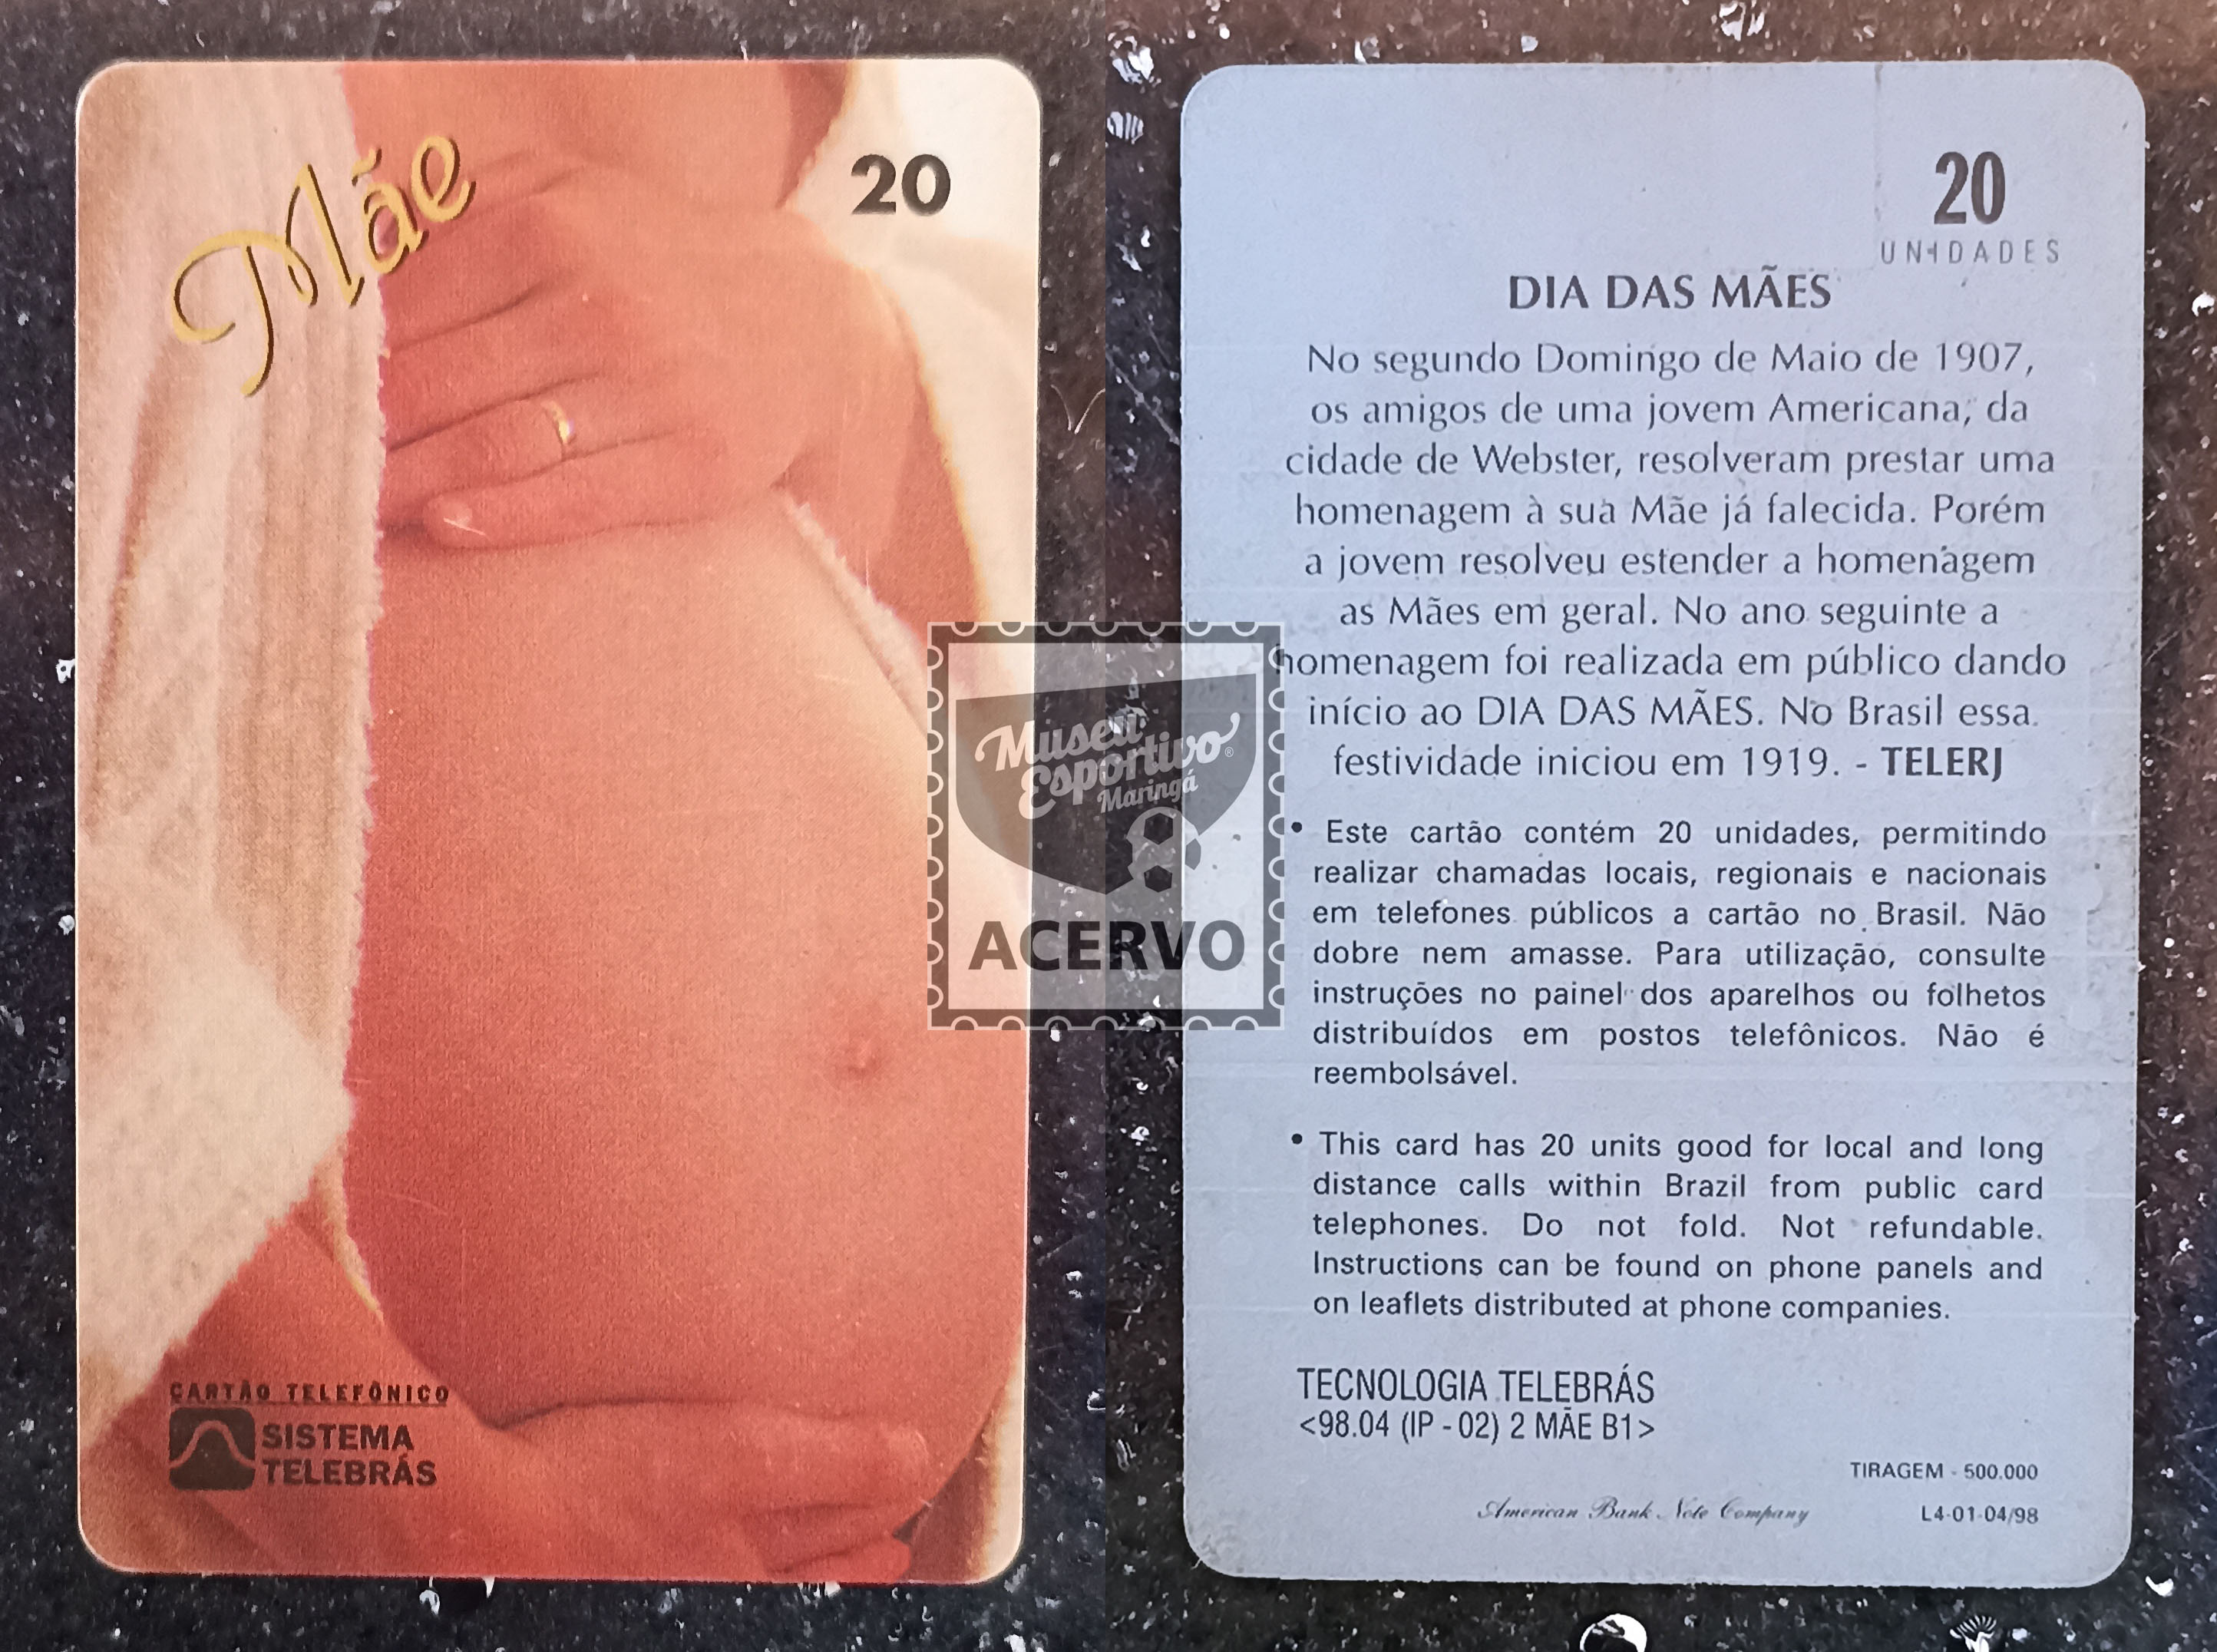 Mãe
20
CARTÃO TELEFÔNICO
SISTEMA
TELEBRÁS
Museu
Esportivo®
Maringá
ACERVO
20
UNIDADES
DIA DAS MÃES
No segundo Domingo de Maio de 1907,
os amigos de uma jovem Americana, da
cidade de Webster, resolveram prestar uma
homenagem à sua Mãe já falecida. Porém
a jovem resolveu estender a homenagem
as Mães em geral. No ano seguinte a
homenagem foi realizada em público dando
início ao DIA DAS MÃES. No Brasil essa
festividade iniciou em 1919. - TELERJ
• Este cartão contém 20 unidades, permitindo
realizar chamadas locais, regionais e nacionais
em telefones públicos a cartão no Brasil. Não
dobre nem amasse. Para utilização, consulte
instruções no painel dos aparelhos ou folhetos
distribuídos em postos telefônicos. Não é
reembolsável.
• This card has 20 units good for local and long
distance calls within Brazil from public card
telephones. Do not fold. Not refundable.
Instructions can be found on phone panels and
on leaflets distributed at phone companies.
TECNOLOGIA TELEBRÁS
<98.04 (IP - 02) 2 MÃE B1>
TIRAGEM - 500.000
American Bank Note Company
L4-01-04/98